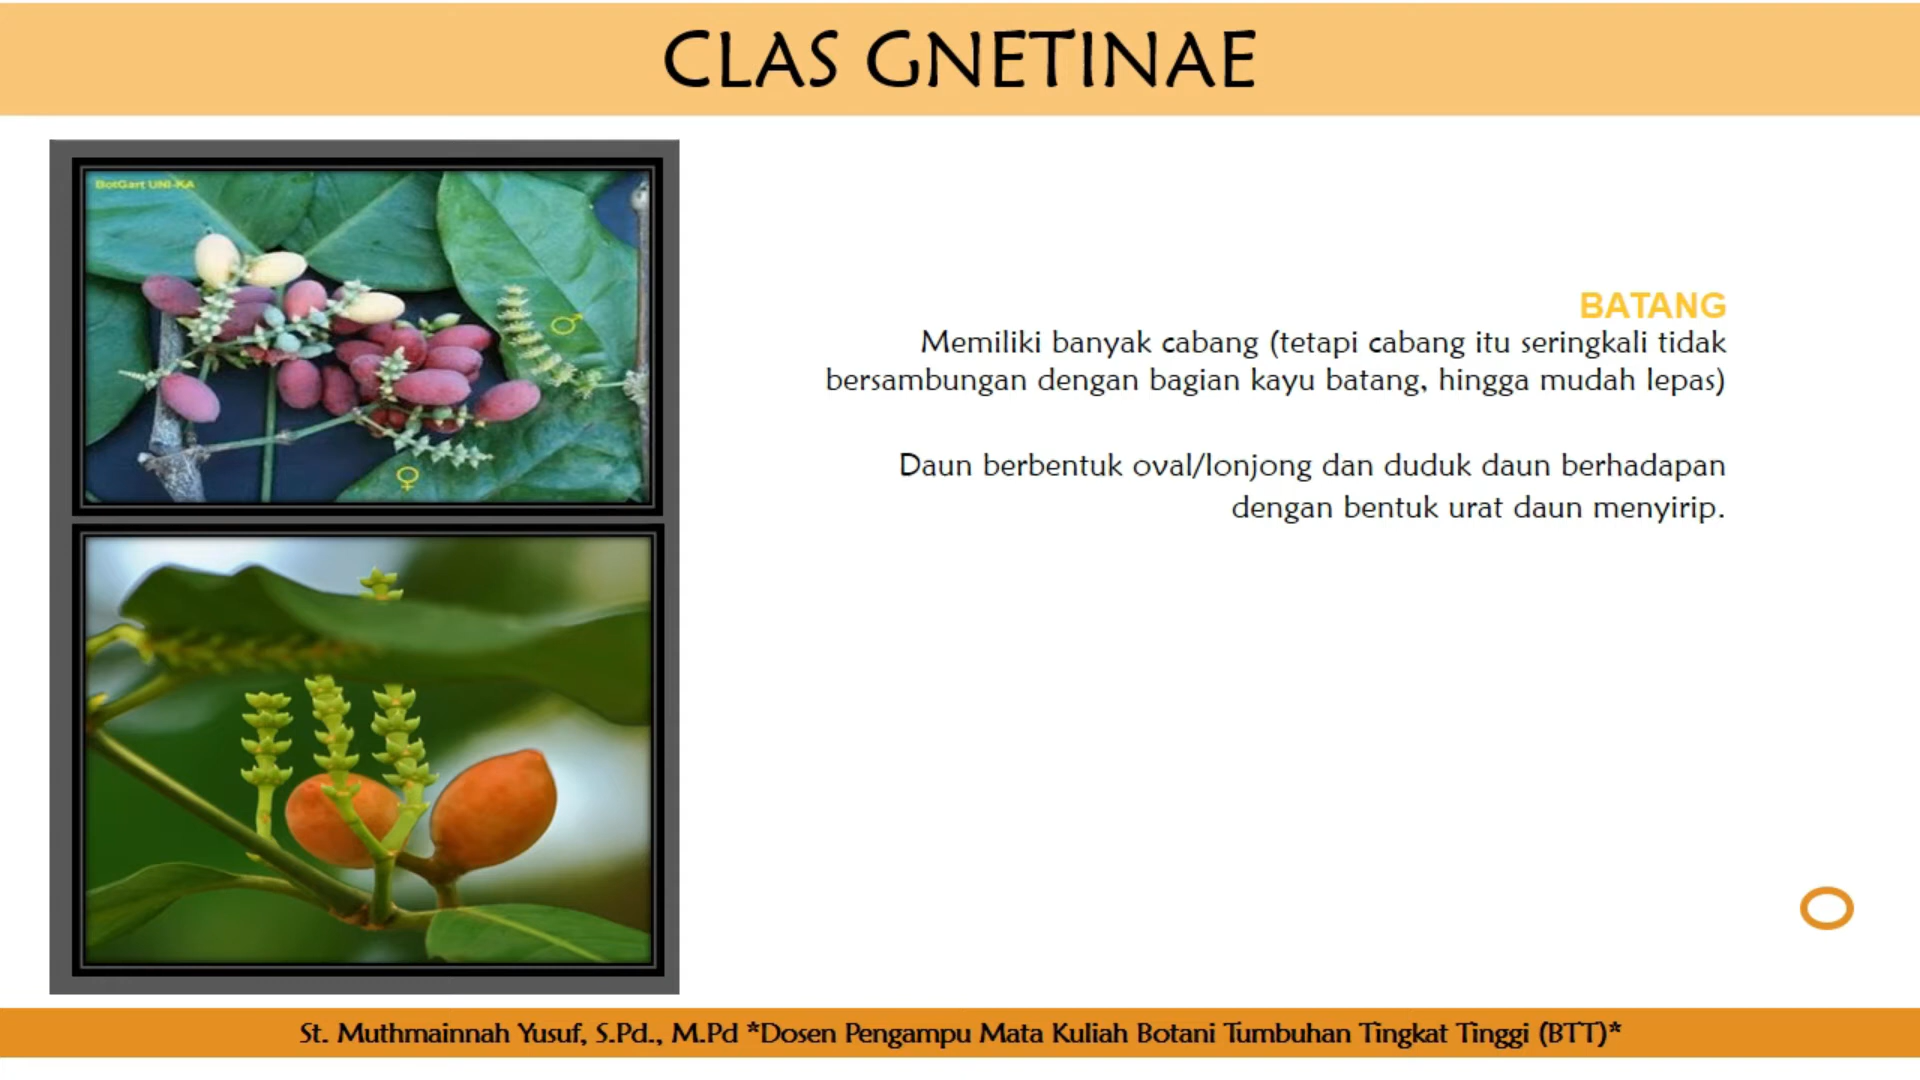 CLAS GNETINAE
BotGart UNI-KA
♂
♀
BATANG
Memiliki banyak cabang (tetapi cabang itu seringkali tidak
bersambungan dengan bagian kayu batang, hingga mudah lepas)
Daun berbentuk oval/lonjong dan duduk daun berhadapan
dengan bentuk urat daun menyirip.
St. Muthmainnah Yusuf, S.Pd., M.Pd *Dosen Pengampu Mata Kuliah Botani Tumbuhan Tingkat Tinggi (BTT)*